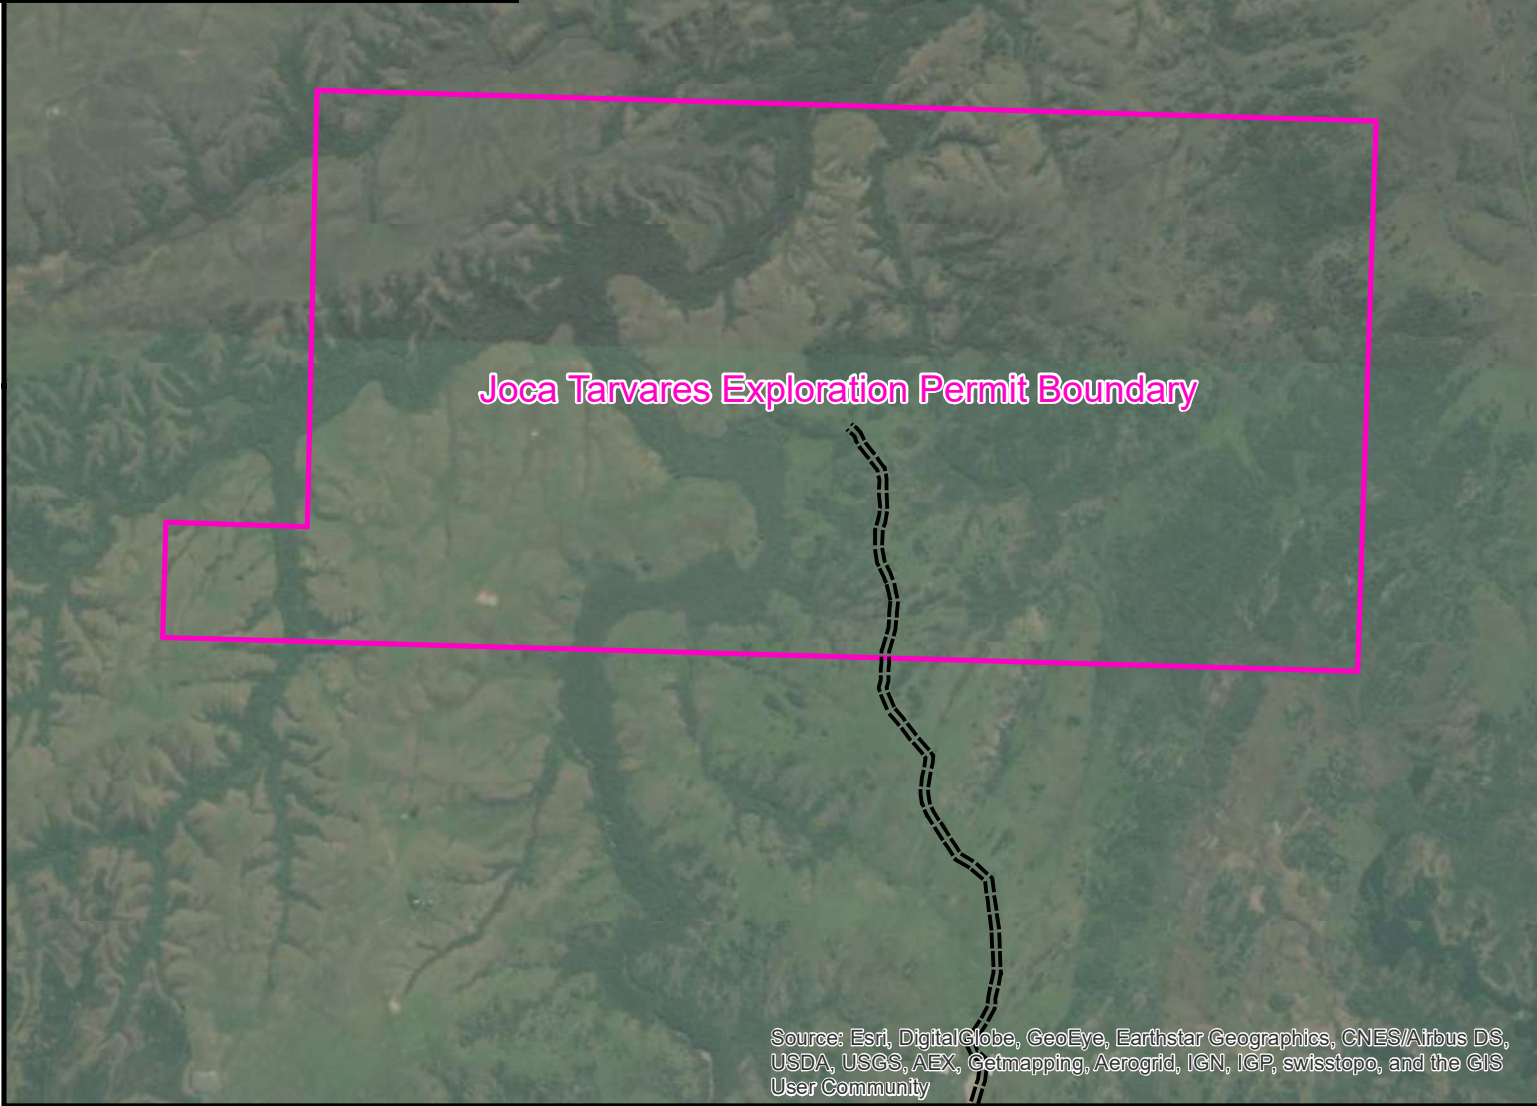 Joca Tarvares Exploration Permit Boundary
Source: Esri, DigitalGlobe, GeoEye, Earthstar Geographics, CNES/Airbus DS,
USDA, USGS, AEX, Getmapping, Aerogrid, IGN, IGP, swisstopo, and the GIS
User Community